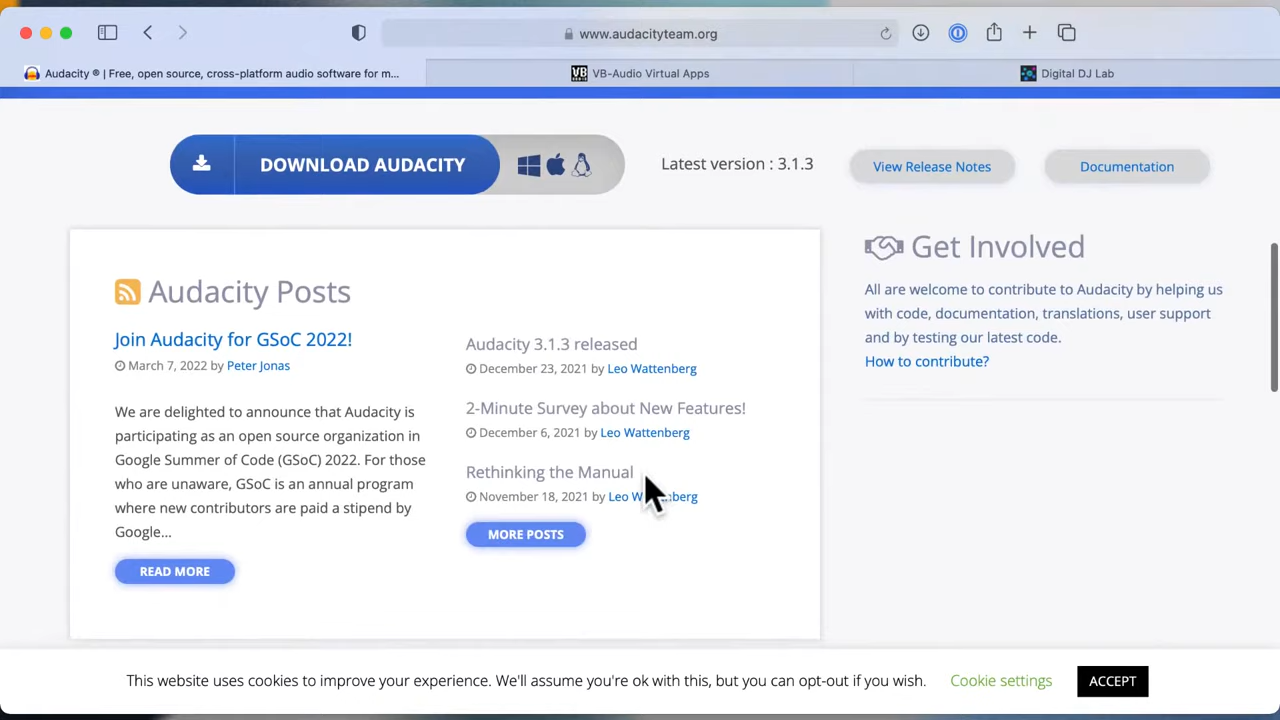 www.audacityteam.org
Audacity ® | Free, open source, cross-platform audio software for m...
VB-Audio Virtual Apps
Digital DJ Lab
DOWNLOAD AUDACITY
Latest version : 3.1.3
View Release Notes
Documentation
Audacity Posts
Join Audacity for GSoC 2022!
March 7, 2022 by Peter Jonas
We are delighted to announce that Audacity is
participating as an open source organization in
Google Summer of Code (GSoC) 2022. For those
who are unaware, GSoC is an annual program
where new contributors are paid a stipend by
Google...
READ MORE
Audacity 3.1.3 released
December 23, 2021 by Leo Wattenberg
2-Minute Survey about New Features!
December 6, 2021 by Leo Wattenberg
Rethinking the Manual
November 18, 2021 by Leo
MORE POSTS
Get Involved
All are welcome to contribute to Audacity by helping us
with code, documentation, translations, user support
and by testing our latest code.
How to contribute?
This website uses cookies to improve your experience. We'll assume you're ok with this, but you can opt-out if you wish.
Cookie settings
ACCEPT